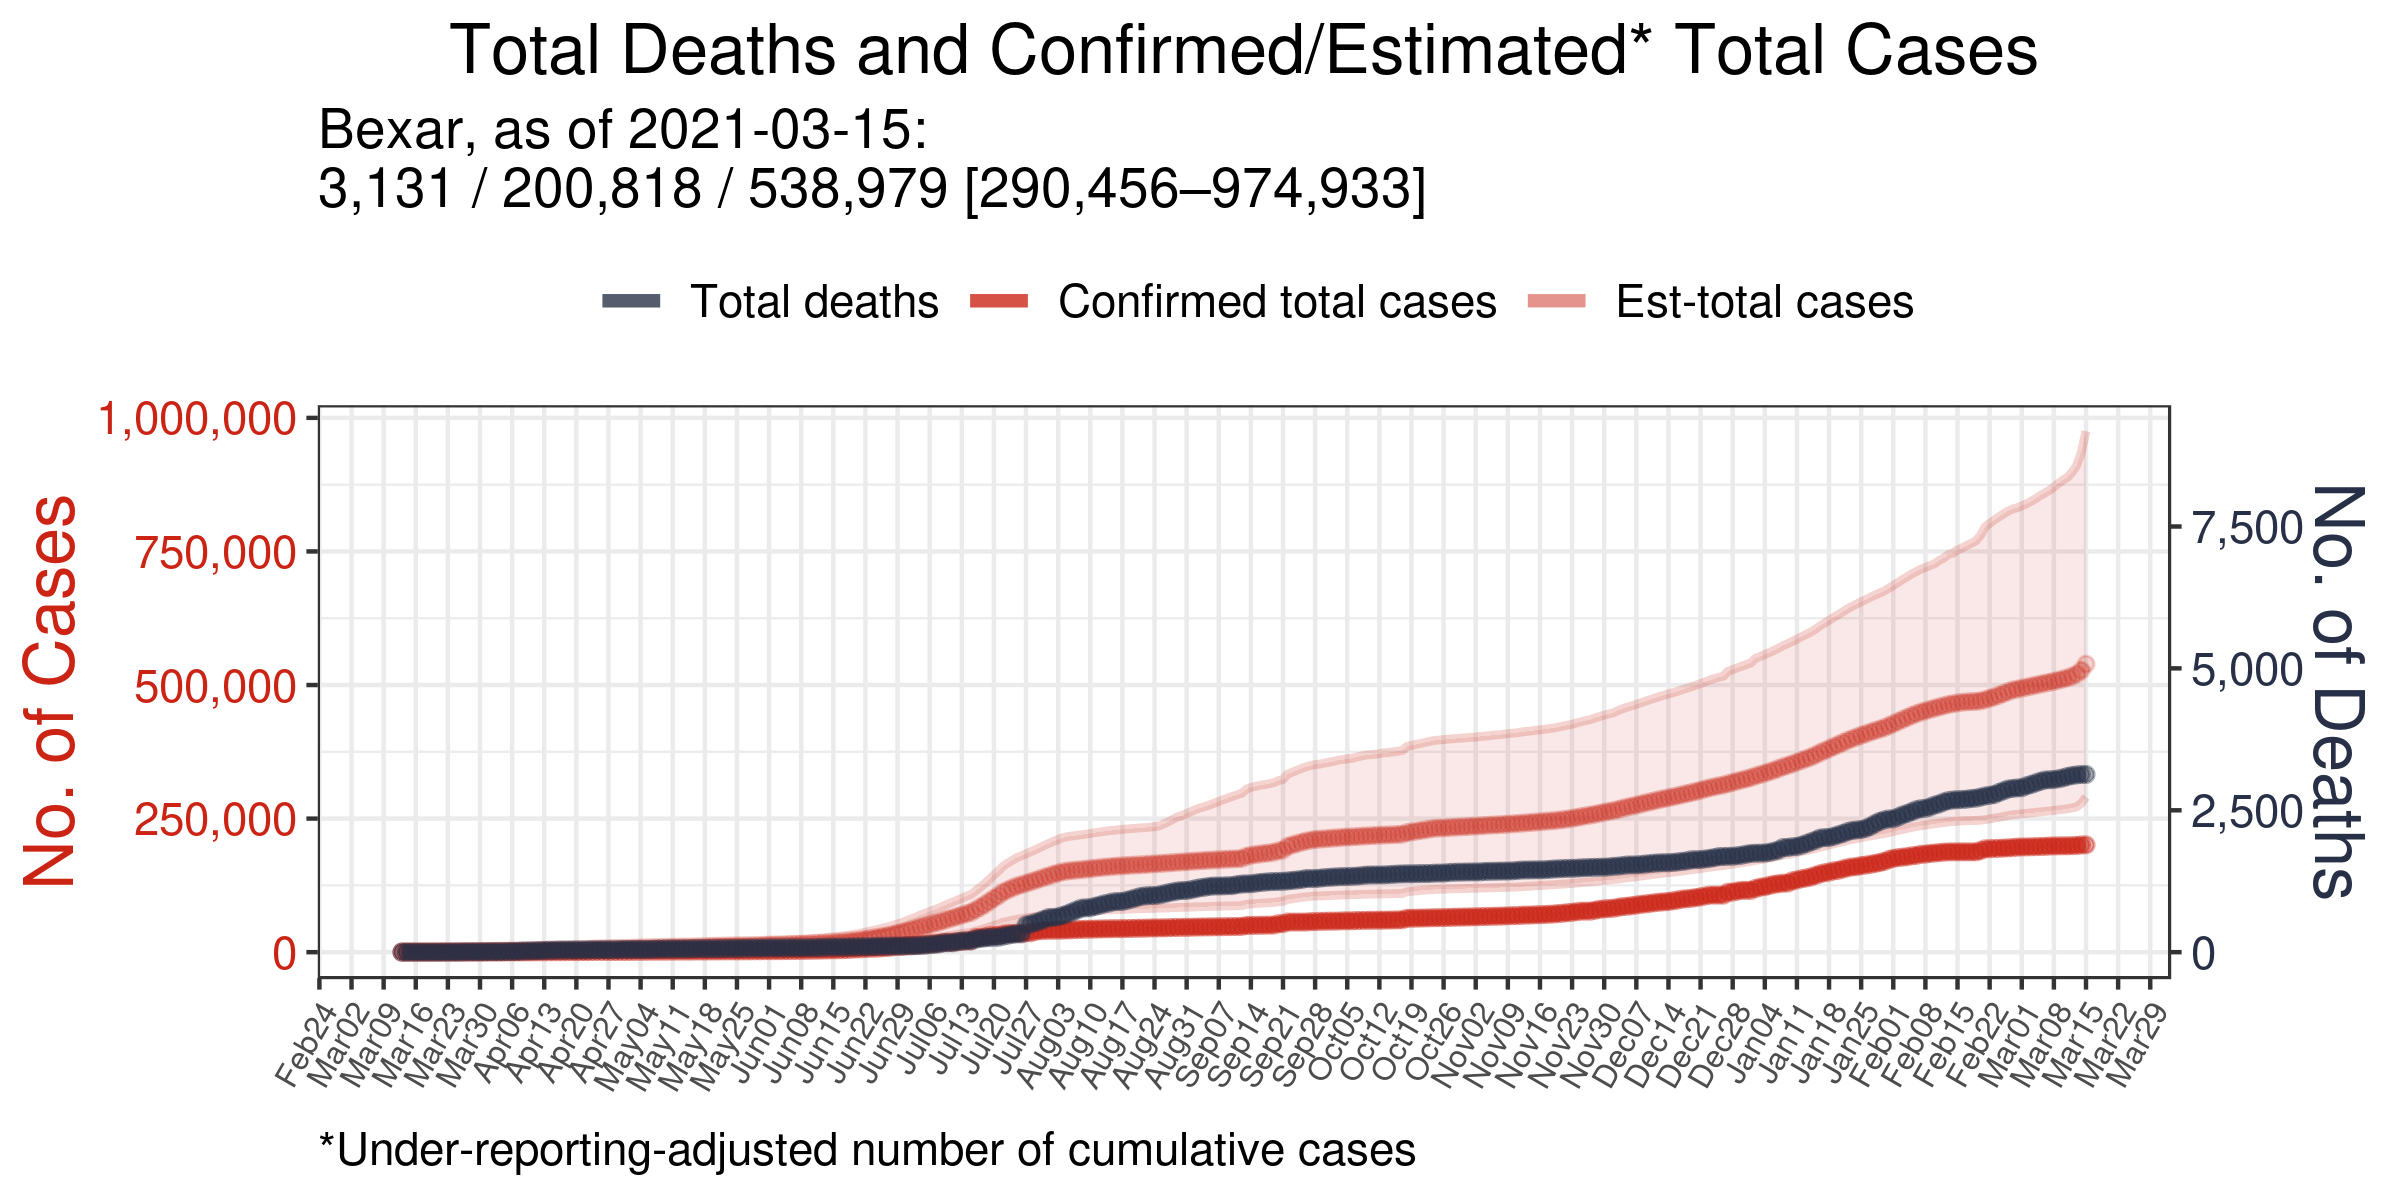 Total Deaths and Confirmed/Estimated* Total Cases
Bexar, as of 2021-03-15:
3,131 / 200,818 / 538,979 [290,456–974,933]
Total deaths
Confirmed total cases
Est-total cases
No. of Cases
1,000,000
750,000
500,000
250,000
0
7,500
5,000
2,500
0
No. of Deaths
Feb24
Mar02
Mar09
Mar16
Mar23
Mar30
Apr06
Apr13
Apr20
Apr27
May04
May11
May18
May25
Jun01
Jun08
Jun15
Jun22
Jun29
Jul06
Jul13
Jul20
Jul27
Aug03
Aug10
Aug17
Aug24
Aug31
Sep07
Sep14
Sep21
Sep28
Oct05
Oct12
Oct19
Oct26
Nov02
Nov09
Nov16
Nov23
Nov30
Dec07
Dec14
Dec21
Dec28
Jan04
Jan11
Jan18
Jan25
Feb01
Feb08
Feb15
Feb22
Mar01
Mar08
Mar15
Mar22
Mar29
*Under-reporting-adjusted number of cumulative cases